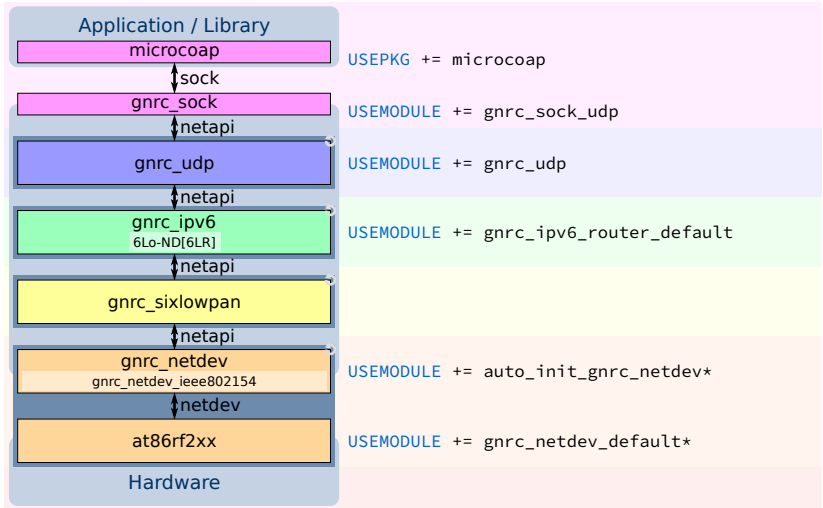 Application / Library
microcoap
USEPKG += microcoap
sock
gnrc_sock
USEMODULE += gnrc_sock_udp
netapi
gnrc_udp
USEMODULE += gnrc_udp
netapi
gnrc_ipv6
6Lo-ND[6LR]
USEMODULE += gnrc_ipv6_router_default
netapi
gnrc_sixlowpan
netapi
gnrc_netdev
gnrc_netdev_ieee802154
USEMODULE += auto_init_gnrc_netdev*
netdev
at86rf2xx
USEMODULE += gnrc_netdev_default*
Hardware